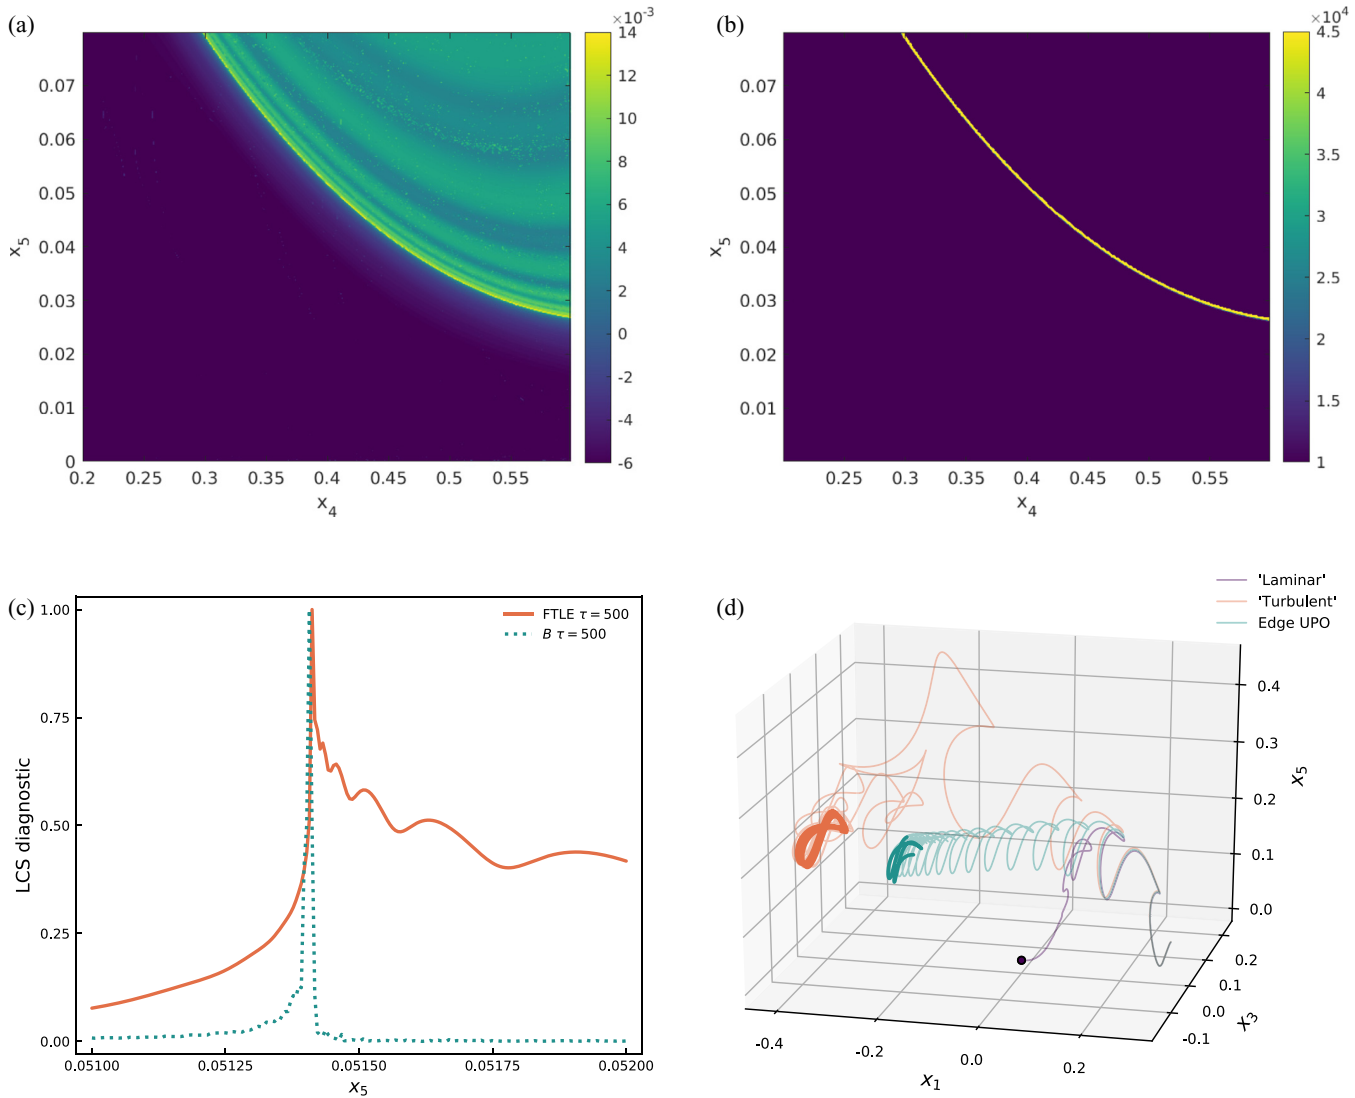 (a)
×10⁻³
14
12
10
8
6
4
2
0
-2
-4
-6
0.07
0.06
0.05
0.04
0.03
0.02
0.01
0
x₅
0.2 0.25 0.3 0.35 0.4 0.45 0.5 0.55
x₄
(b)
×10⁴
4.5
4
3.5
3
2.5
2
1.5
1
0.07
0.06
0.05
0.04
0.03
0.02
0.01
x₅
0.25 0.3 0.35 0.4 0.45 0.5 0.55
x₄
(c)
1.00
0.75
0.50
0.25
0.00
LCS diagnostic
FTLE τ = 500
B τ = 500
0.05100 0.05125 0.05150 0.05175 0.05200
x₅
(d)
'Laminar'
'Turbulent'
Edge UPO
0.4
0.3
0.2
0.1
0.0
x₅
0.2
0.1
0.0
-0.1
x₃
-0.4 -0.2 0.0 0.2
x₁